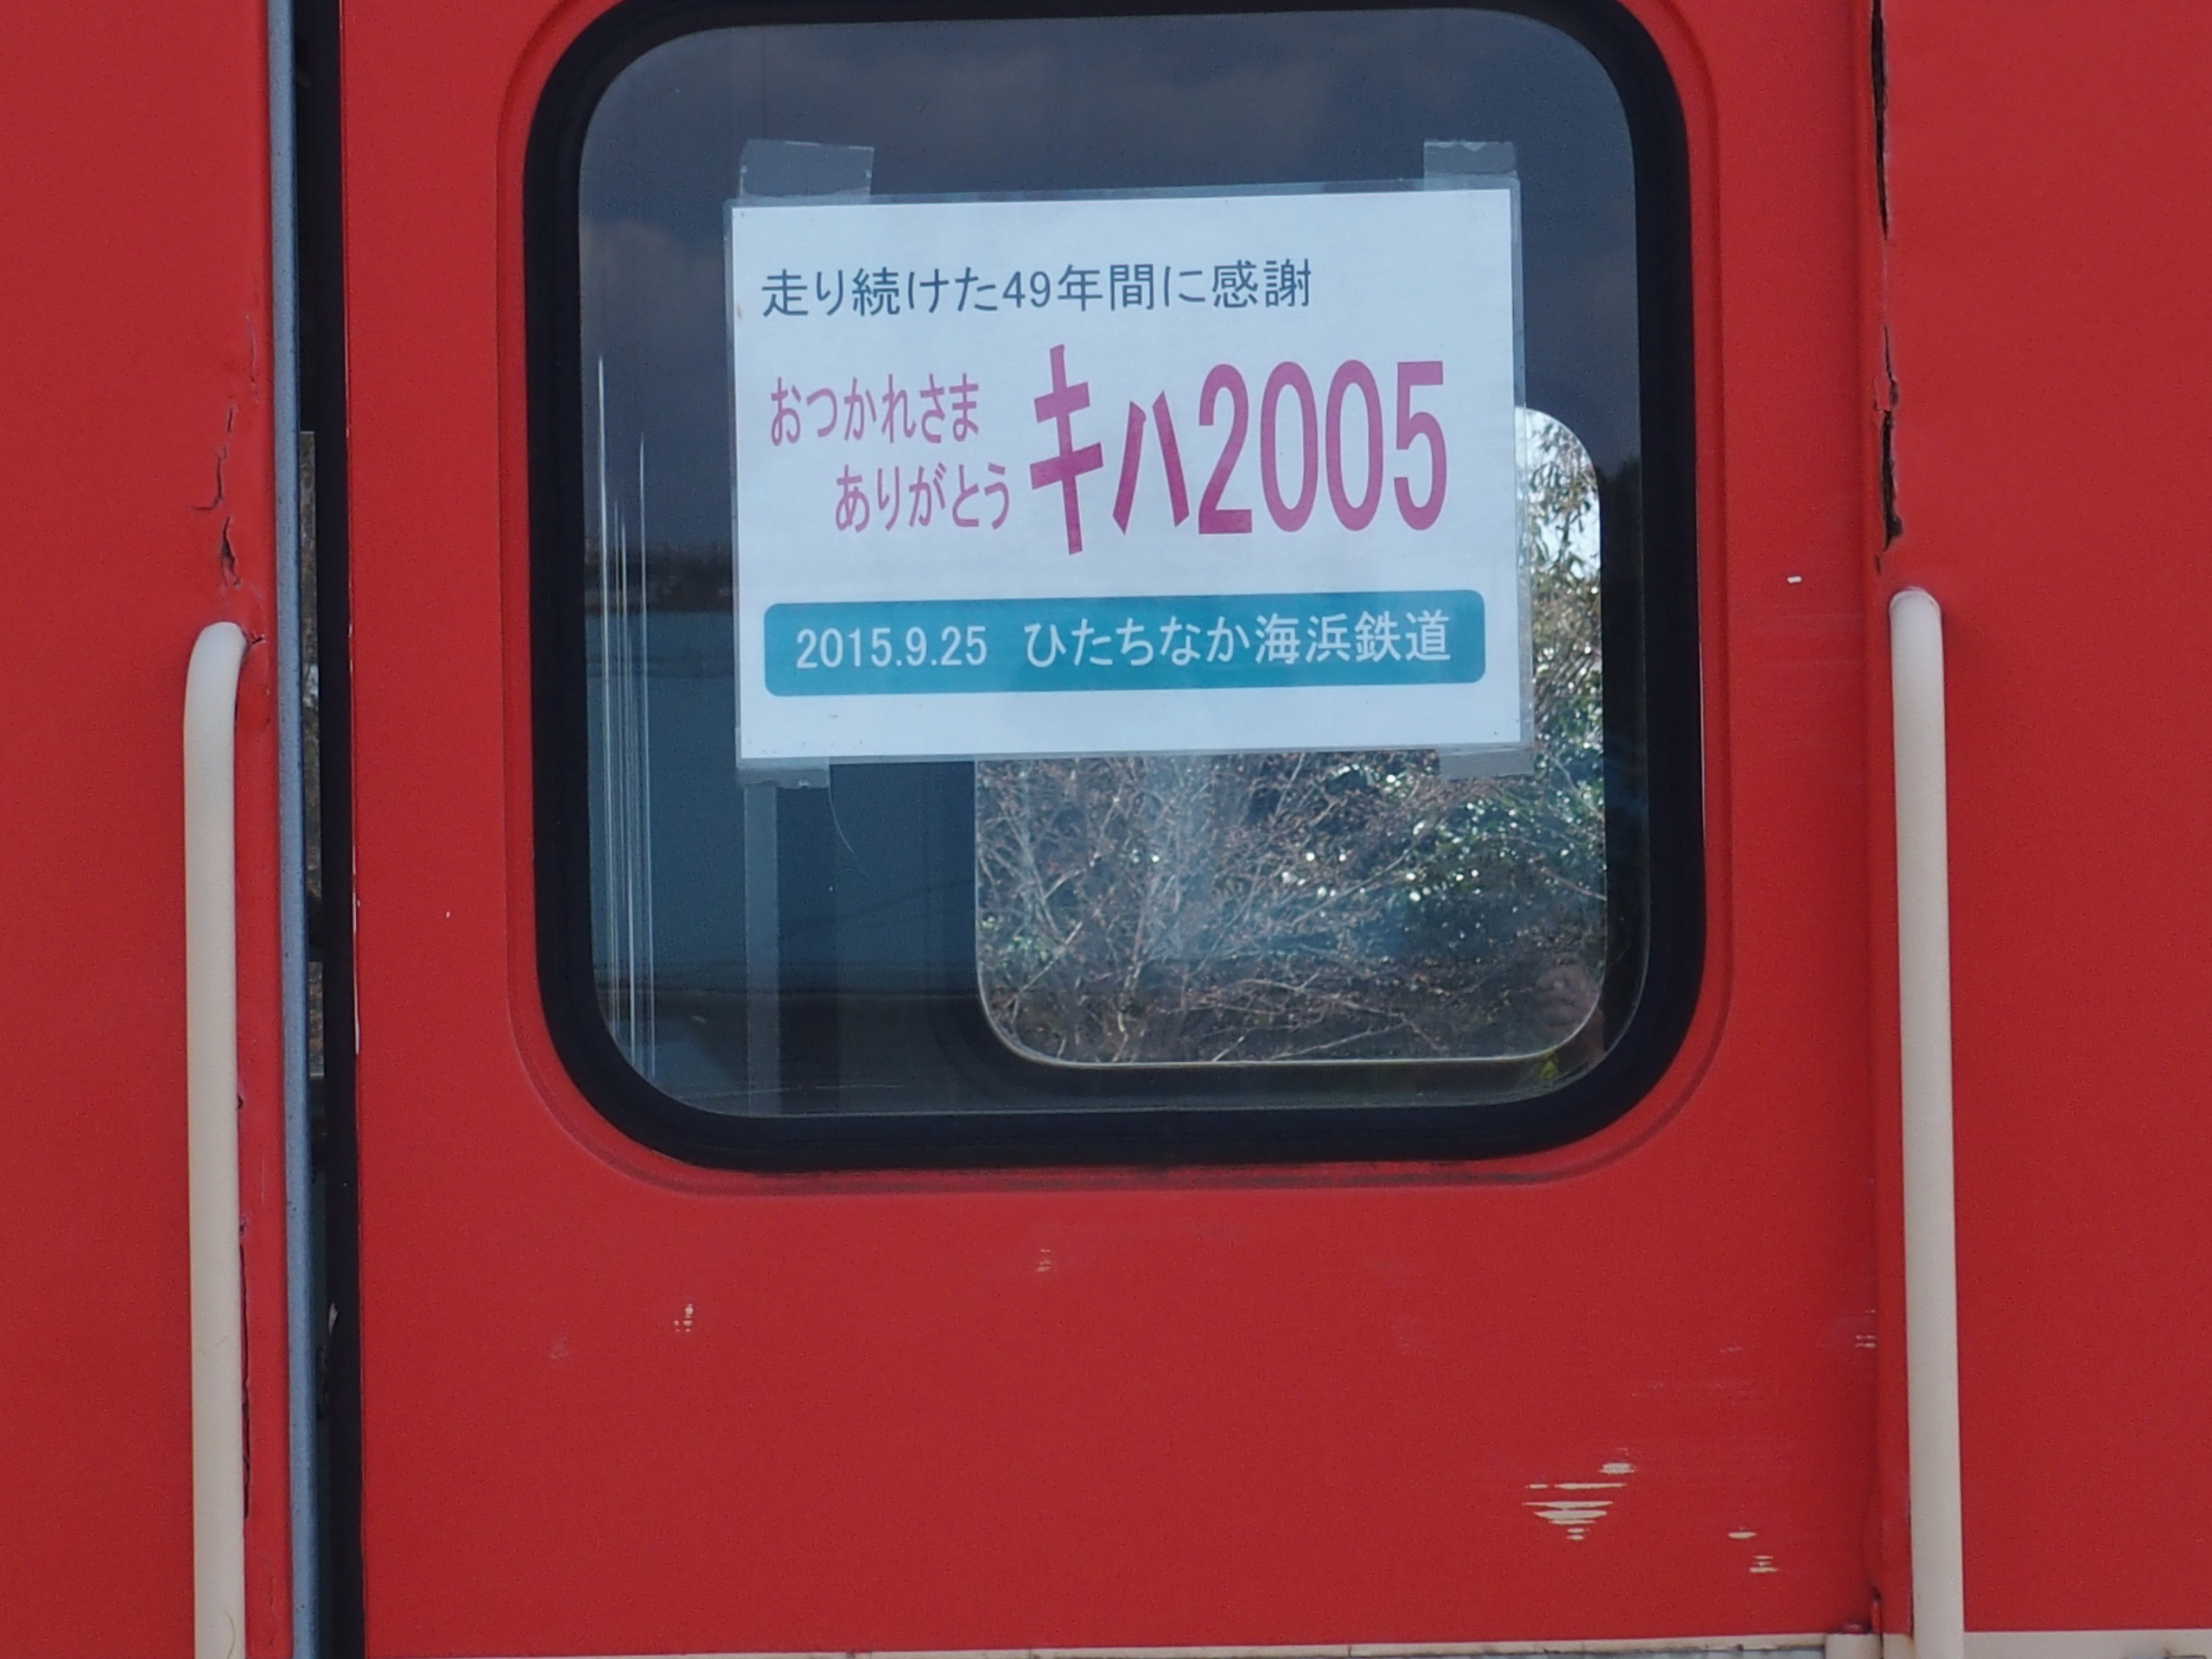 走り続けた49年間に感謝
おつかれさま
ありがとう
キハ2005
2015.9.25 ひたちなか海浜鉄道